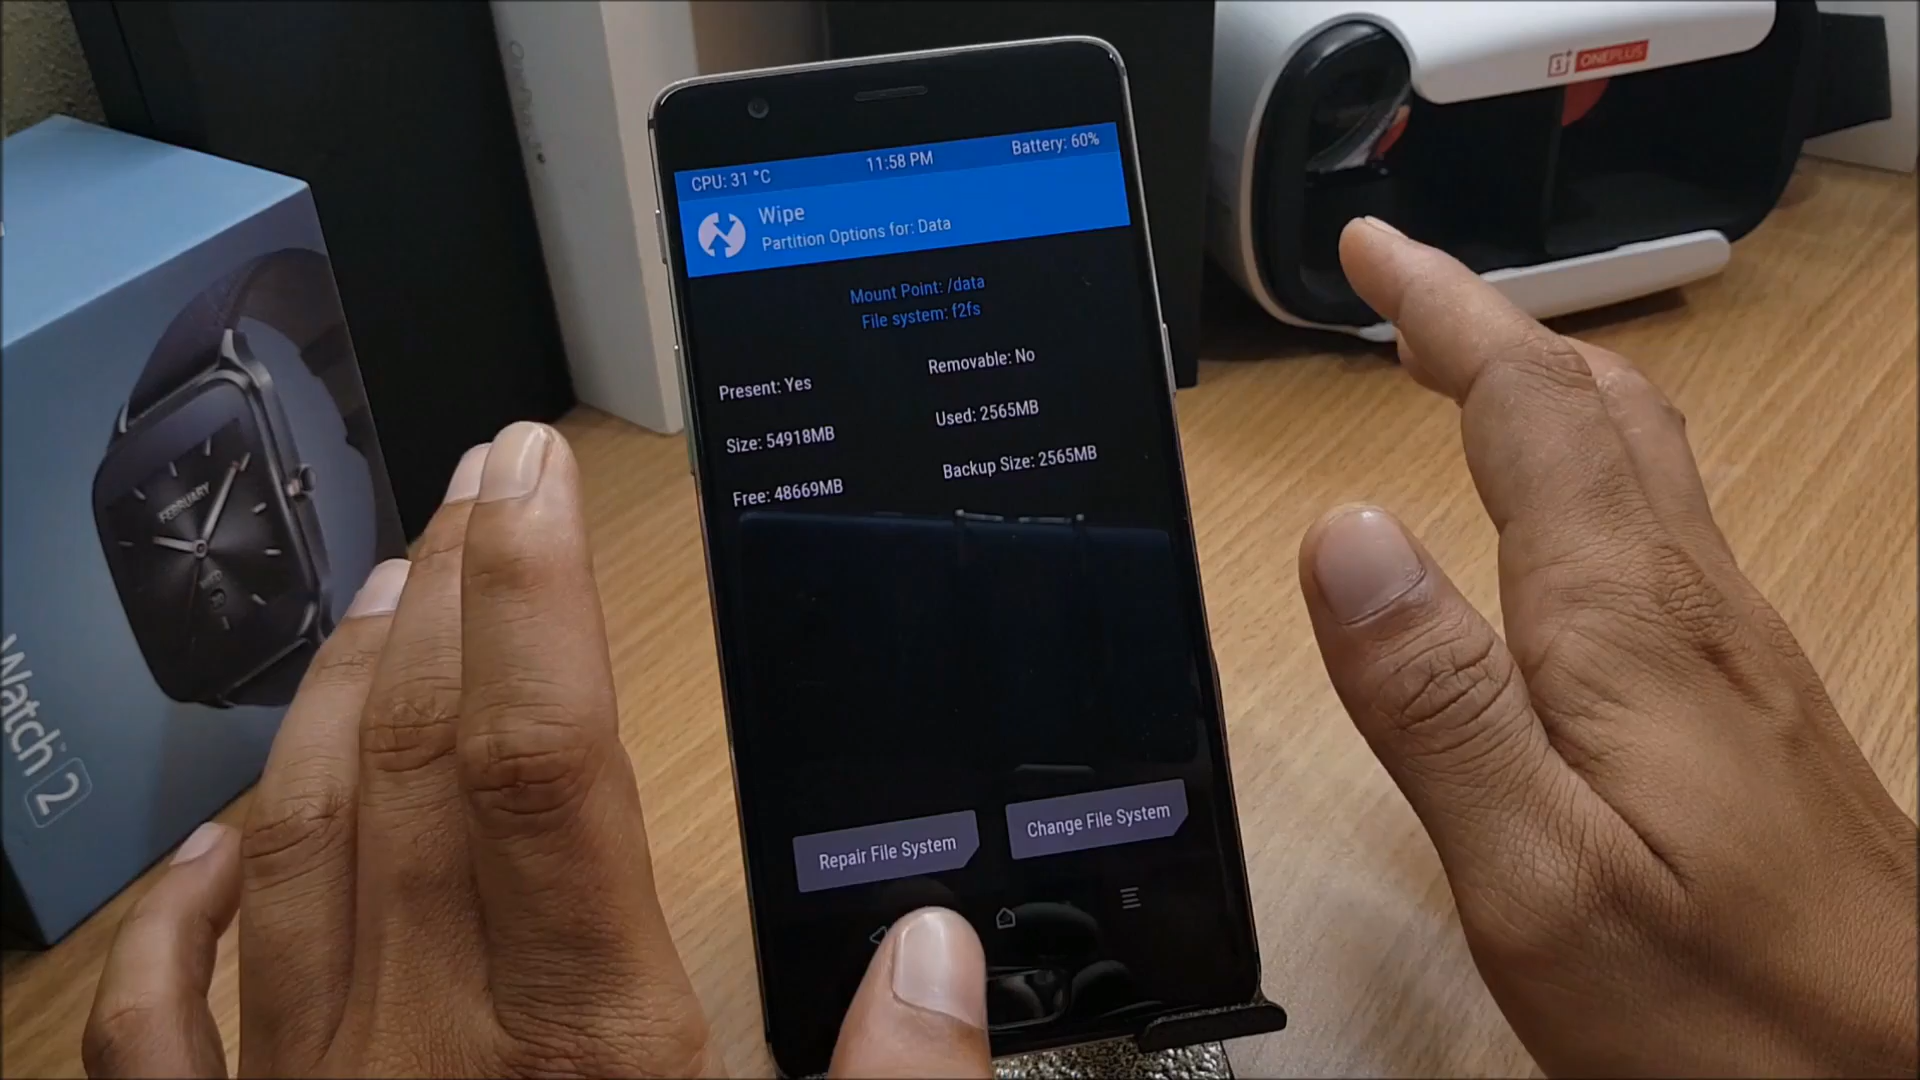 CPU: 31 °C
11:58 PM
Battery: 60%
Wipe
Partition Options for: Data
Mount Point: /data
File system: f2fs
Present: Yes
Removable: No
Size: 54918MB
Used: 2565MB
Free: 48669MB
Backup Size: 2565MB
Repair File System
Change File System
ONEPLUS
FEBRUARY
Watch 2